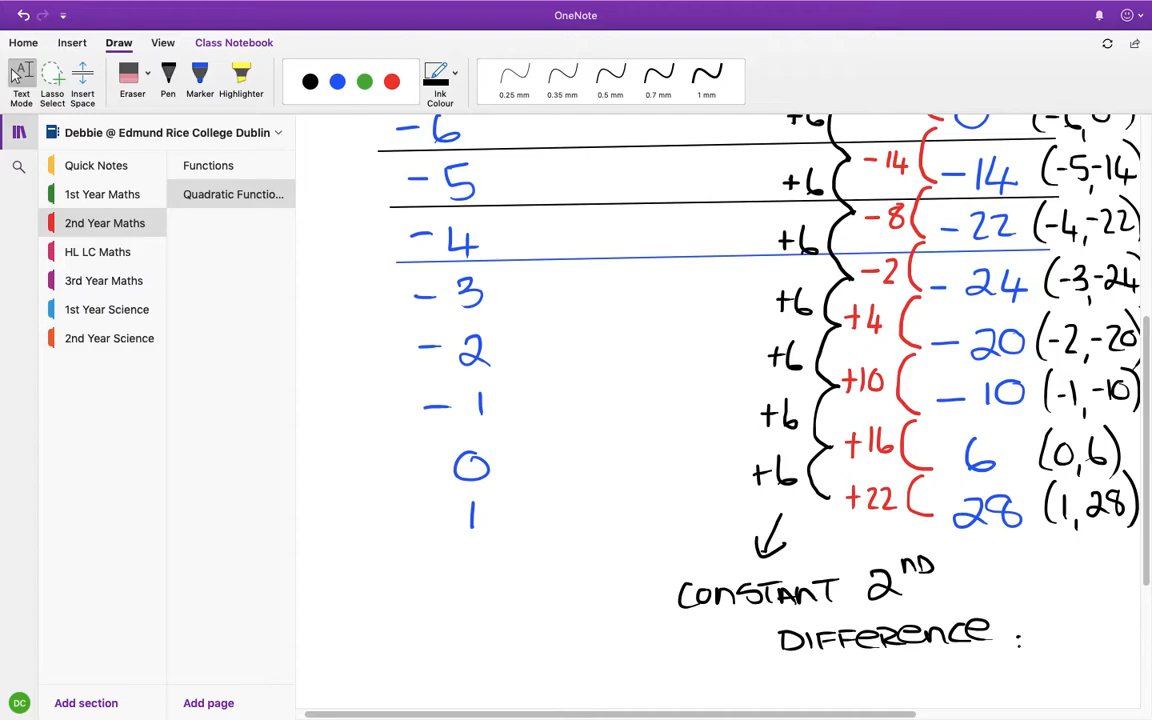 OneNote
Home Insert Draw View Class Notebook
Text Mode
Lasso Select
Insert Space
Eraser
Pen
Marker
Highlighter
Ink Colour
0.25 mm 0.35 mm 0.5 mm 0.7 mm 1 mm
Debbie @ Edmund Rice College Dublin
Quick Notes
1st Year Maths
2nd Year Maths
HL LC Maths
3rd Year Maths
1st Year Science
2nd Year Science
Functions
Quadratic Functio...
DC
Add section
Add page
-6 +6 0 (-6,0)
-5 +6 -14 -14 (-5,-14
-4 +6 -8 -22 (-4,-22)
-3 +6 -2 -24 (-3,-24
-2 +6 +4 -20 (-2,-20)
-1 +6 +10 -10 (-1,-10)
0 +6 +16 6 (0,6)
1 +22 28 (1,28)
CONSTANT 2ND
DIFFERENCE :